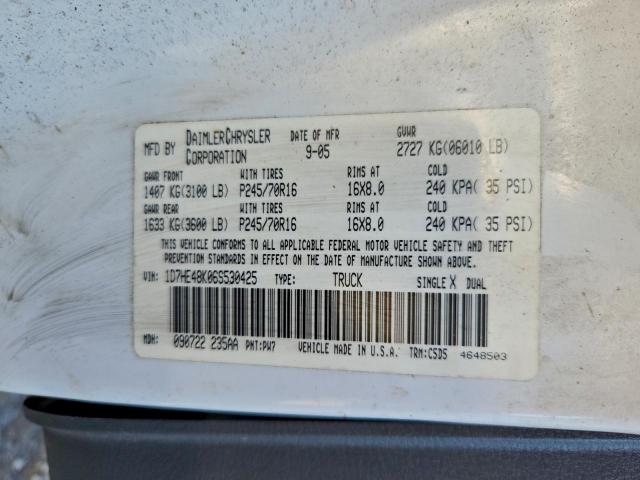 MFD BY DAIMLERCHRYSLER CORPORATION DATE OF MFR 9-05 GVWR 2727 KG(06010 LB)
GAWR FRONT WITH TIRES RIMS AT COLD
1407 KG(3100 LB) P245/70R16 16X8.0 240 KPA( 35 PSI)
GAWR REAR WITH TIRES RIMS AT COLD
1633 KG(3600 LB) P245/70R16 16X8.0 240 KPA( 35 PSI)
THIS VEHICLE CONFORMS TO ALL APPLICABLE FEDERAL MOTOR VEHICLE SAFETY AND THEFT
PREVENTION STANDARDS IN EFFECT ON THE DATE OF MANUFACTURE SHOWN ABOVE.
VIN: 1D7HE48K06S530425 TYPE: TRUCK SINGLE X DUAL
MDH: 090722 235AA PNT:PW7 VEHICLE MADE IN U.S.A. TRM:C5D5 4648503